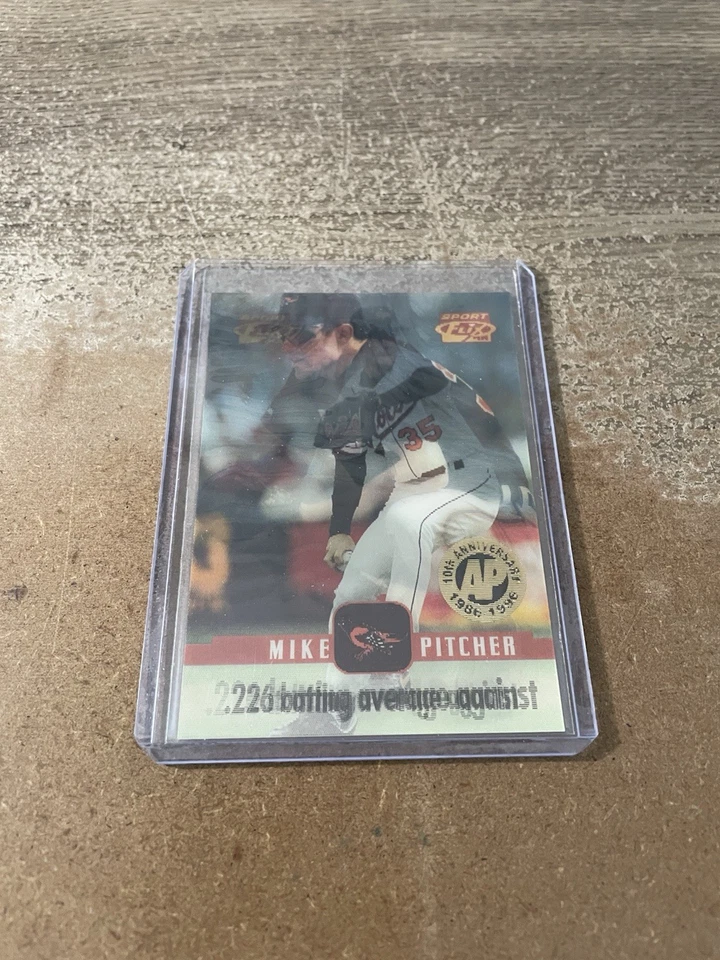 SPORT
FLIX
35
10th ANNIVERSARY
AP
1986 1996
MIKE PITCHER
.226 batting average against